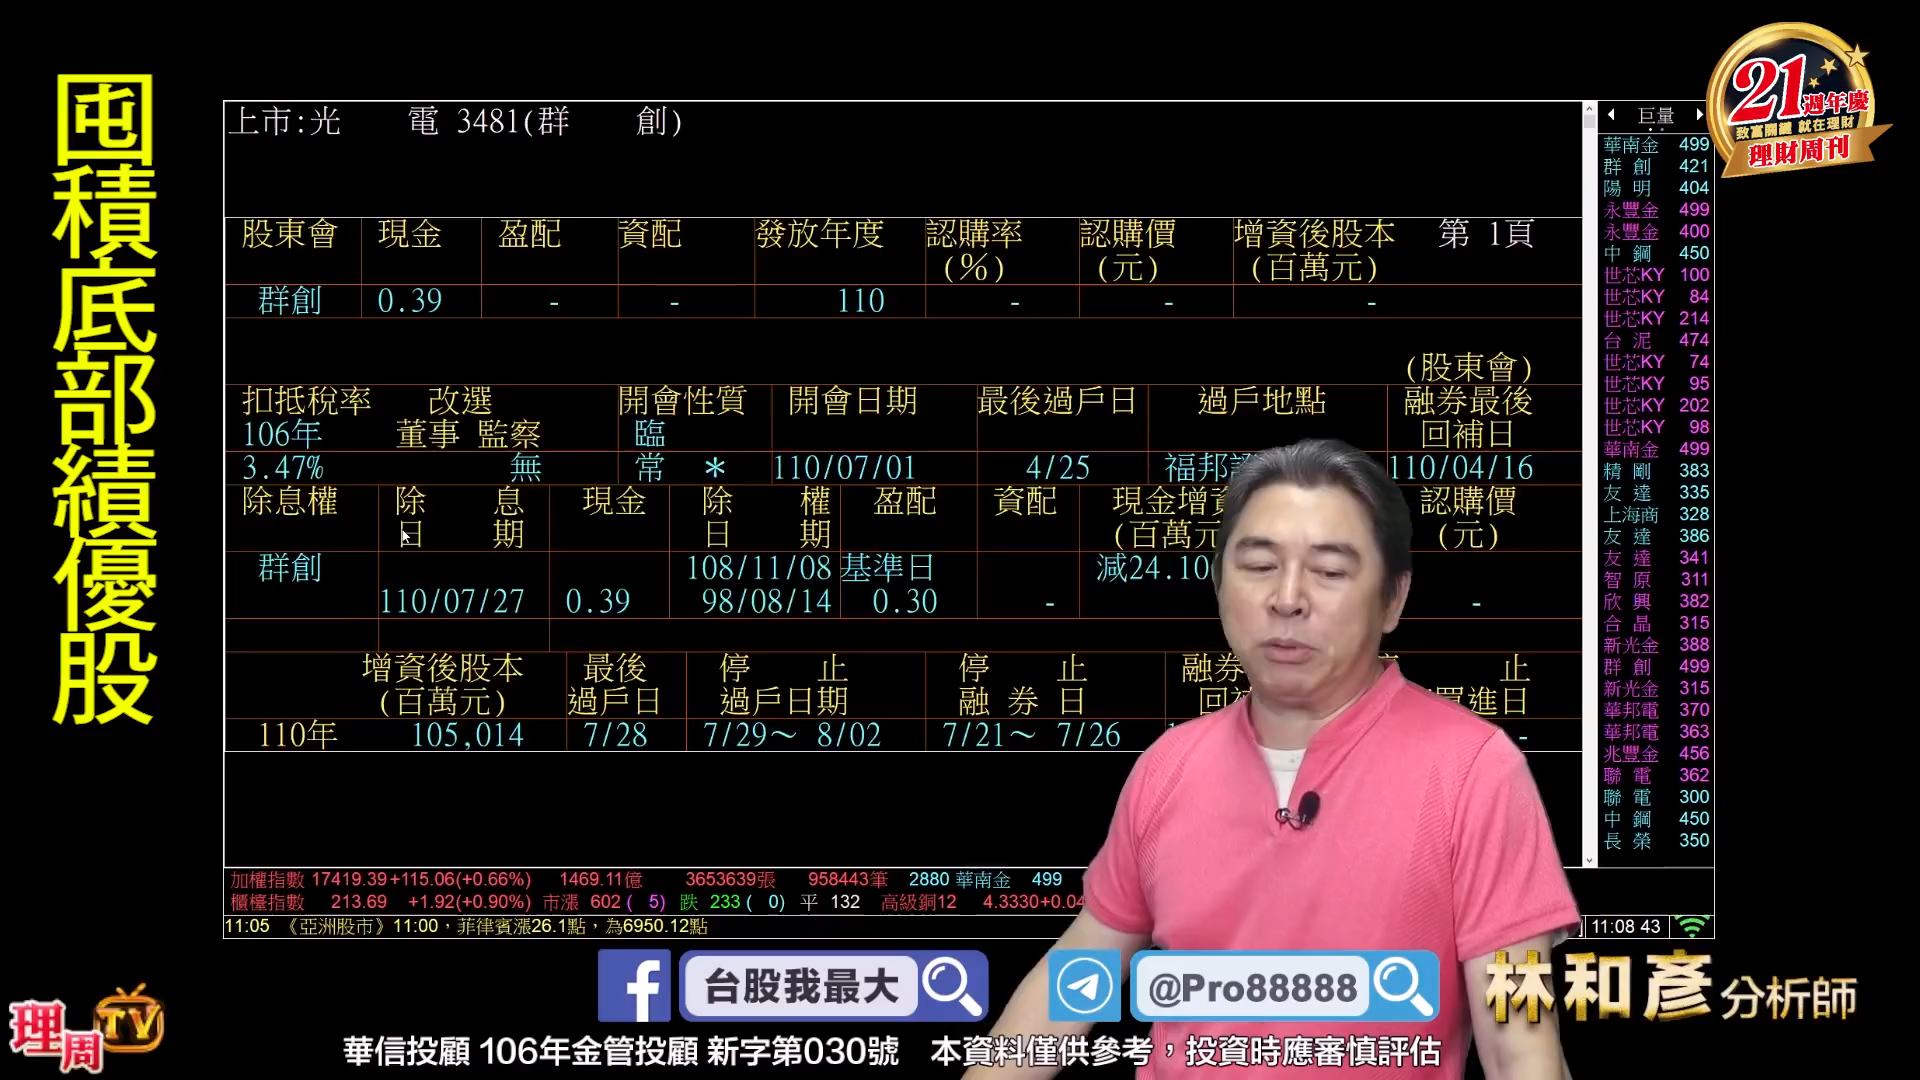 囤積底部績優股
上市:光 電 3481(群 創)
股東會 現金 盈配 資配 發放年度 認購率 認購價 增資後股本 第 1頁
(%) (元) (百萬元)
群創 0.39 - - 110 - - -
(股東會)
扣抵稅率 改選 開會性質 開會日期 最後過戶日 過戶地點 融券最後
106年 董事 監察 臨 回補日
3.47% 無 常 * 110/07/01 4/25 福邦 110/04/16
除息權 除 息 現金 除 權 盈配 資配 現金增資 認購價
日 期 日 期 (百萬元 (元)
群創 108/11/08 基準日 減24.10
110/07/27 0.39 98/08/14 0.30 - -
增資後股本 最後 停 止 停 止 融券 止
(百萬元) 過戶日 過戶日期 融 券 日 回 買進日
110年 105,014 7/28 7/29~ 8/02 7/21~ 7/26 -
巨量
華南金 499
群 創 421
陽 明 404
永豐金 499
永豐金 400
中 鋼 450
世芯KY 100
世芯KY 84
世芯KY 214
台 泥 474
世芯KY 74
世芯KY 95
世芯KY 202
世芯KY 98
華南金 499
精 剛 383
友 達 335
上海商 328
友 達 386
友 達 341
智 原 311
欣 興 382
合 晶 315
新光金 388
群 創 499
新光金 315
華邦電 370
華邦電 363
兆豐金 456
聯 電 362
聯 電 300
中 鋼 450
長 榮 350
21週年慶
致富關鍵 就在理財
理財周刊
加權指數 17419.39 +115.06(+0.66%) 1469.11億 3653639張 958443筆 2880 華南金 499
櫃檯指數 213.69 +1.92(+0.90%) 市漲 602( 5) 跌 233( 0) 平 132 高級銅12 4.3330+0.04
11:05 《亞洲股市》11:00，菲律賓漲26.1點，為6950.12點 11:08 43
f 台股我最大 @Pro88888 林和彥 分析師
理周TV
華信投顧 106年金管投顧 新字第030號 本資料僅供參考，投資時應審慎評估